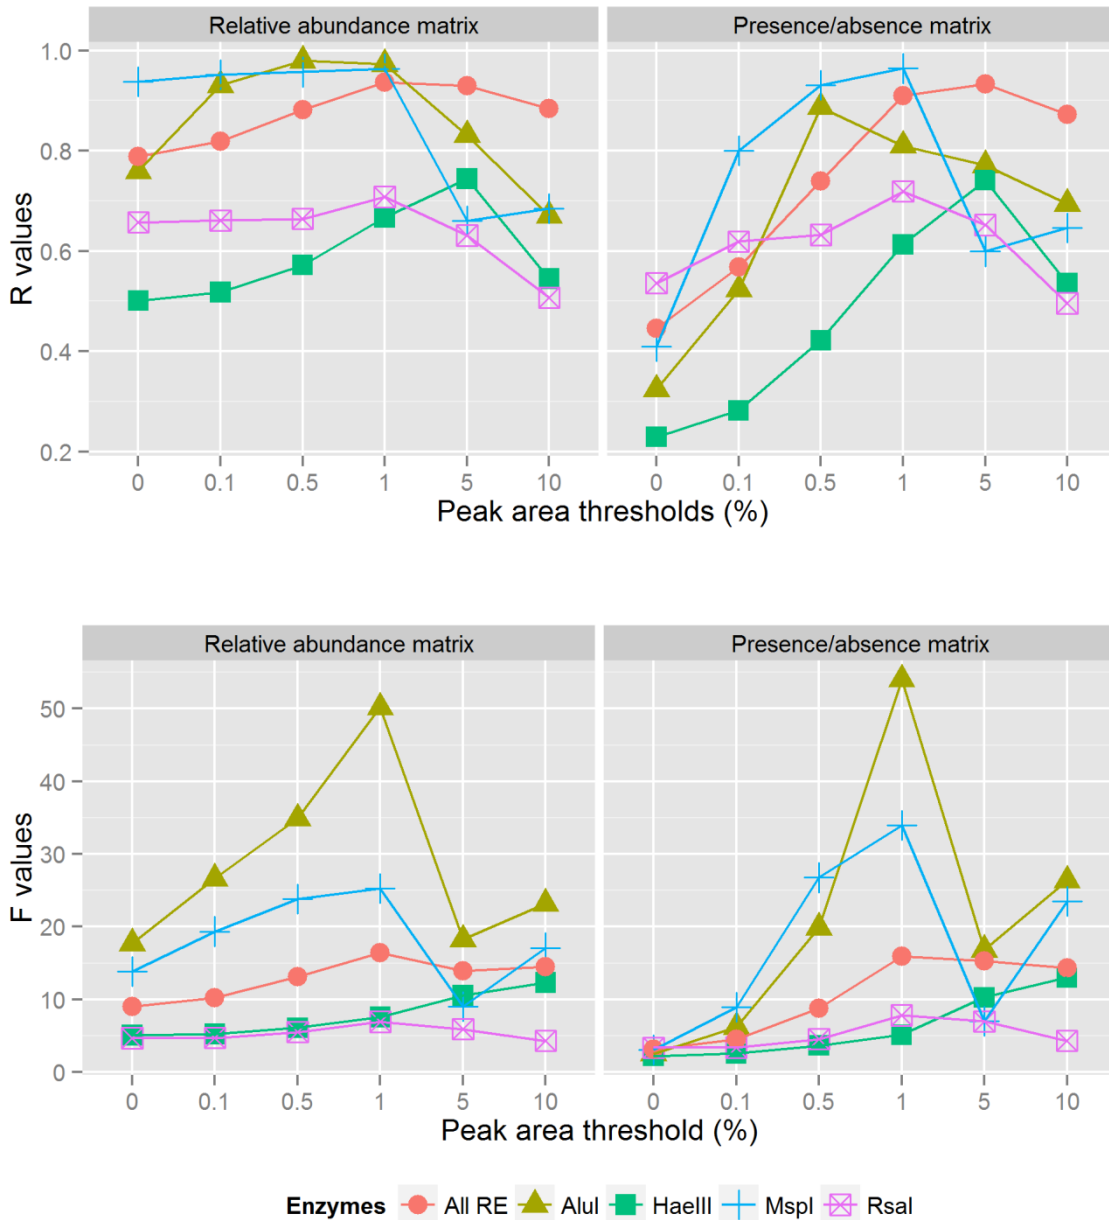 Relative abundance matrix Presence/absence matrix
1.0
0.8
0.6
0.4
0.2
R values
0 0.1 0.5 1 5 10 0 0.1 0.5 1 5 10
Peak area thresholds (%)
Relative abundance matrix Presence/absence matrix
50
40
30
20
10
0
F values
0 0.1 0.5 1 5 10 0 0.1 0.5 1 5 10
Peak area threshold (%)
Enzymes All RE AluI HaeIII MspI RsaI